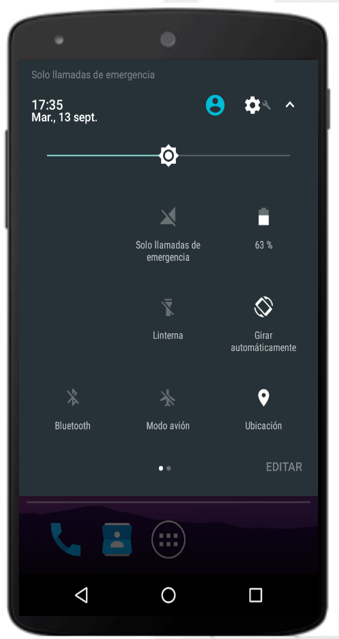 Solo llamadas de emergencia
17:35
Mar., 13 sept.
Solo llamadas de
emergencia
63 %
Linterna
Girar
automáticamente
Bluetooth
Modo avión
Ubicación
EDITAR